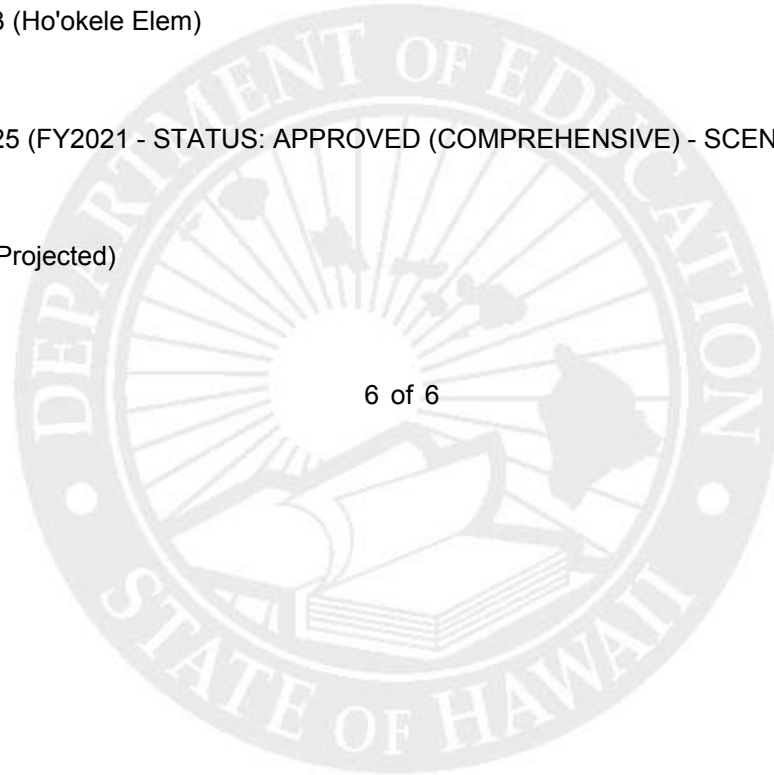 3 (Ho'okele Elem)
25 (FY2021 - STATUS: APPROVED (COMPREHENSIVE) - SCEN
Projected)
6 of 6
DEPARTMENT OF EDUCATION
STATE OF HAWAII